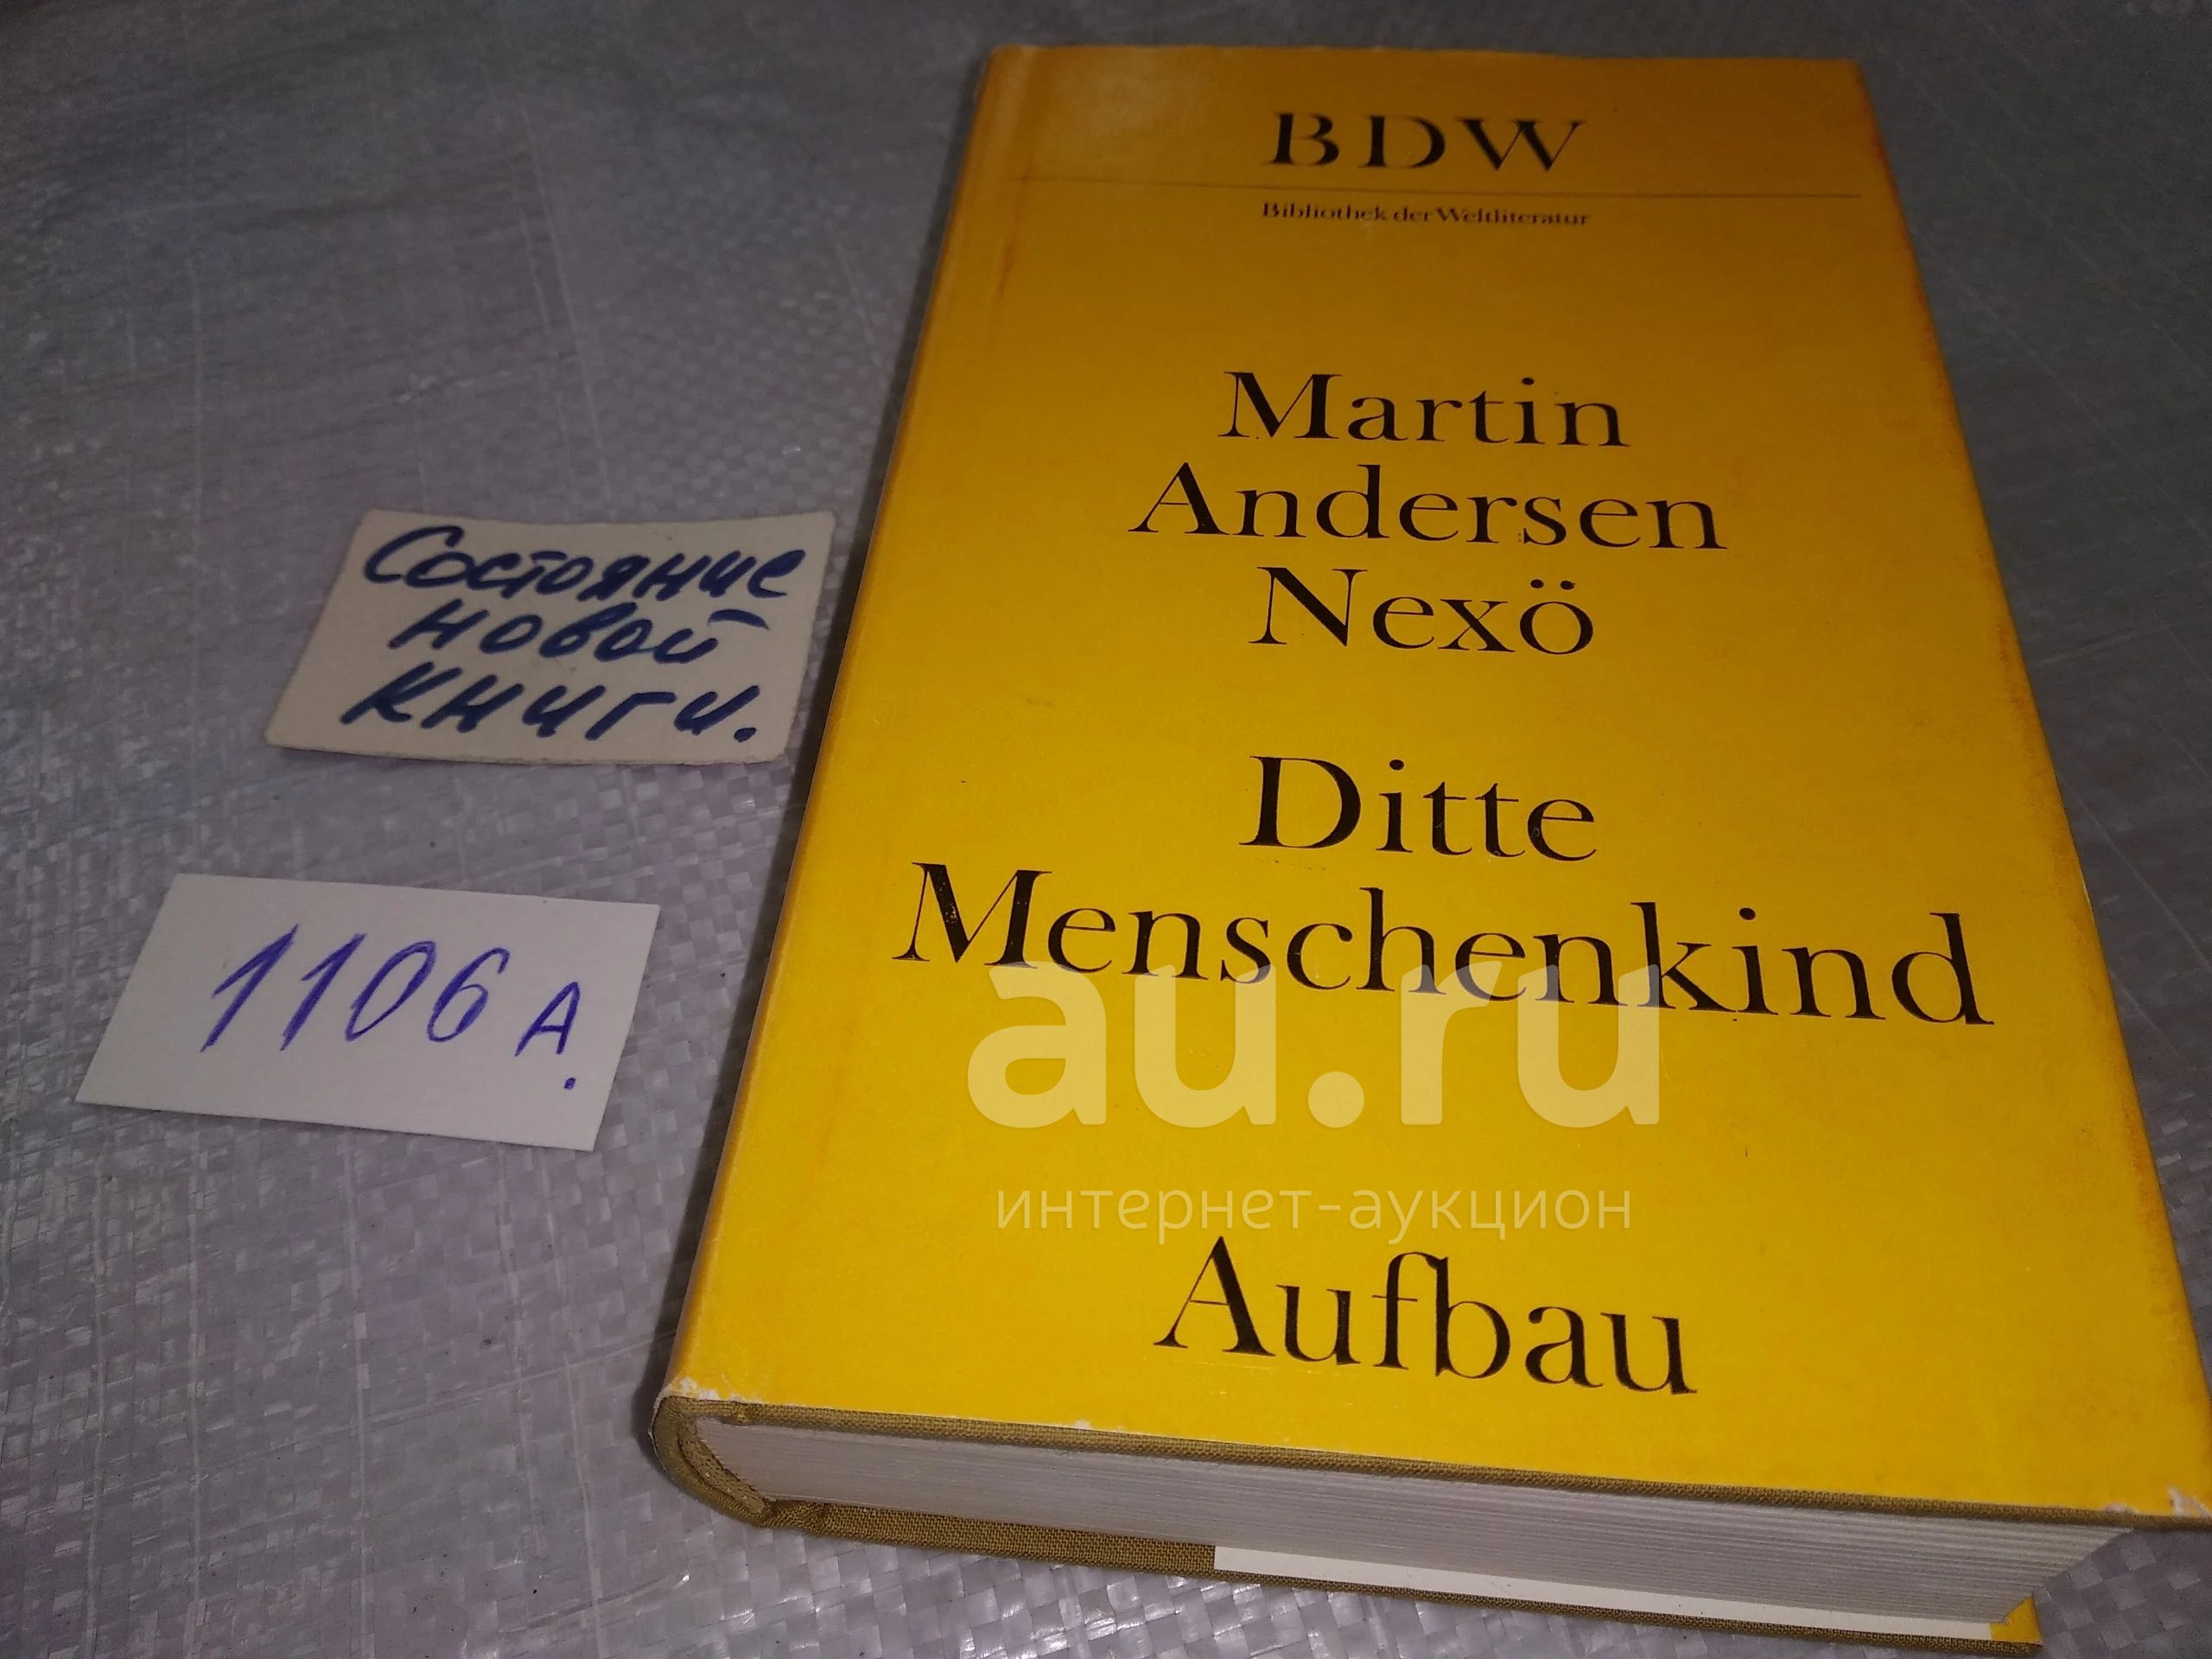 BDW
Bibliothek der Weltliteratur
Martin
Andersen
Nexö
Ditte
Menschenkind
Aufbau
Состояние
новой
книги.
1106 А.
au.ru
интернет-аукцион